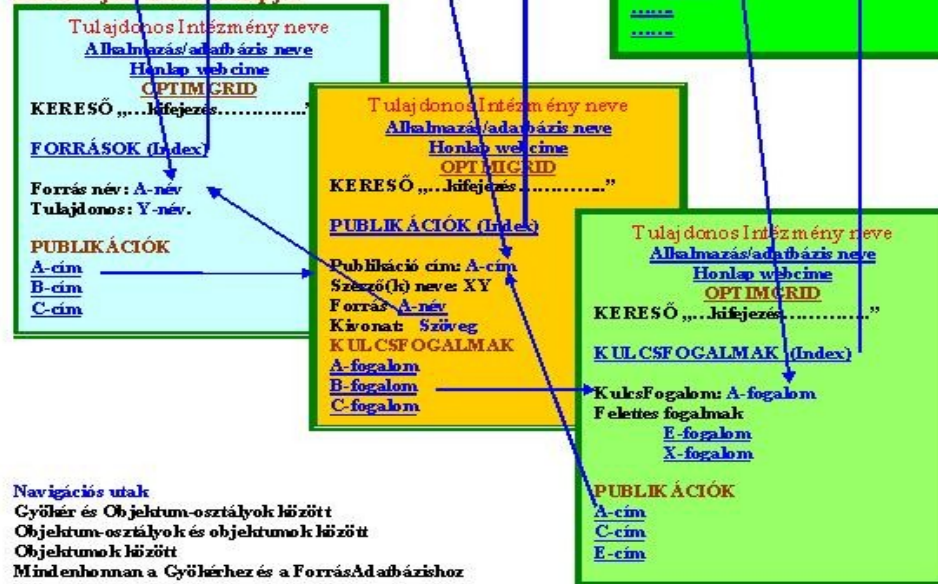 .......
.......
Tulajdonos Intézmény neve
Alkalmazás/adatbázis neve
Honlap webcime
OPTIMGRID
KERESŐ „…kifejezés…………..”
FORRÁSOK (Index)
Forrás név: A-név
Tulajdonos: Y-név.
PUBLIKÁCIÓK
A-cím
B-cím
C-cím
Tulajdonos Intézmény neve
Alkalmazás/adatbázis neve
Honlap webcime
OPTIMIGRID
KERESŐ „…kifejezés…………..”
PUBLIKÁCIÓK (Index)
Publikáció cím: A-cím
Szerző(k) neve: XY
Forrás A-név
Kivonat: Szöveg
KULCSFOGALMAK
A-fogalom
B-fogalom
C-fogalom
Tulajdonos Intézmény neve
Alkalmazás/adatbázis neve
Honlap webcime
OPTIMGRID
KERESŐ „…kifejezés…………..”
KULCSFOGALMAK (Index)
KulcsFogalom: A-fogalom
Felettes fogalmak
E-fogalom
X-fogalom
PUBLIKÁCIÓK
A-cím
C-cím
E-cím
Navigációs utak
Gyökér és Objektum-osztályok között
Objektum-osztályok és objektumok között
Objektumok között
Mindenhonnan a Gyökérhez és a ForrásAdatbázishoz